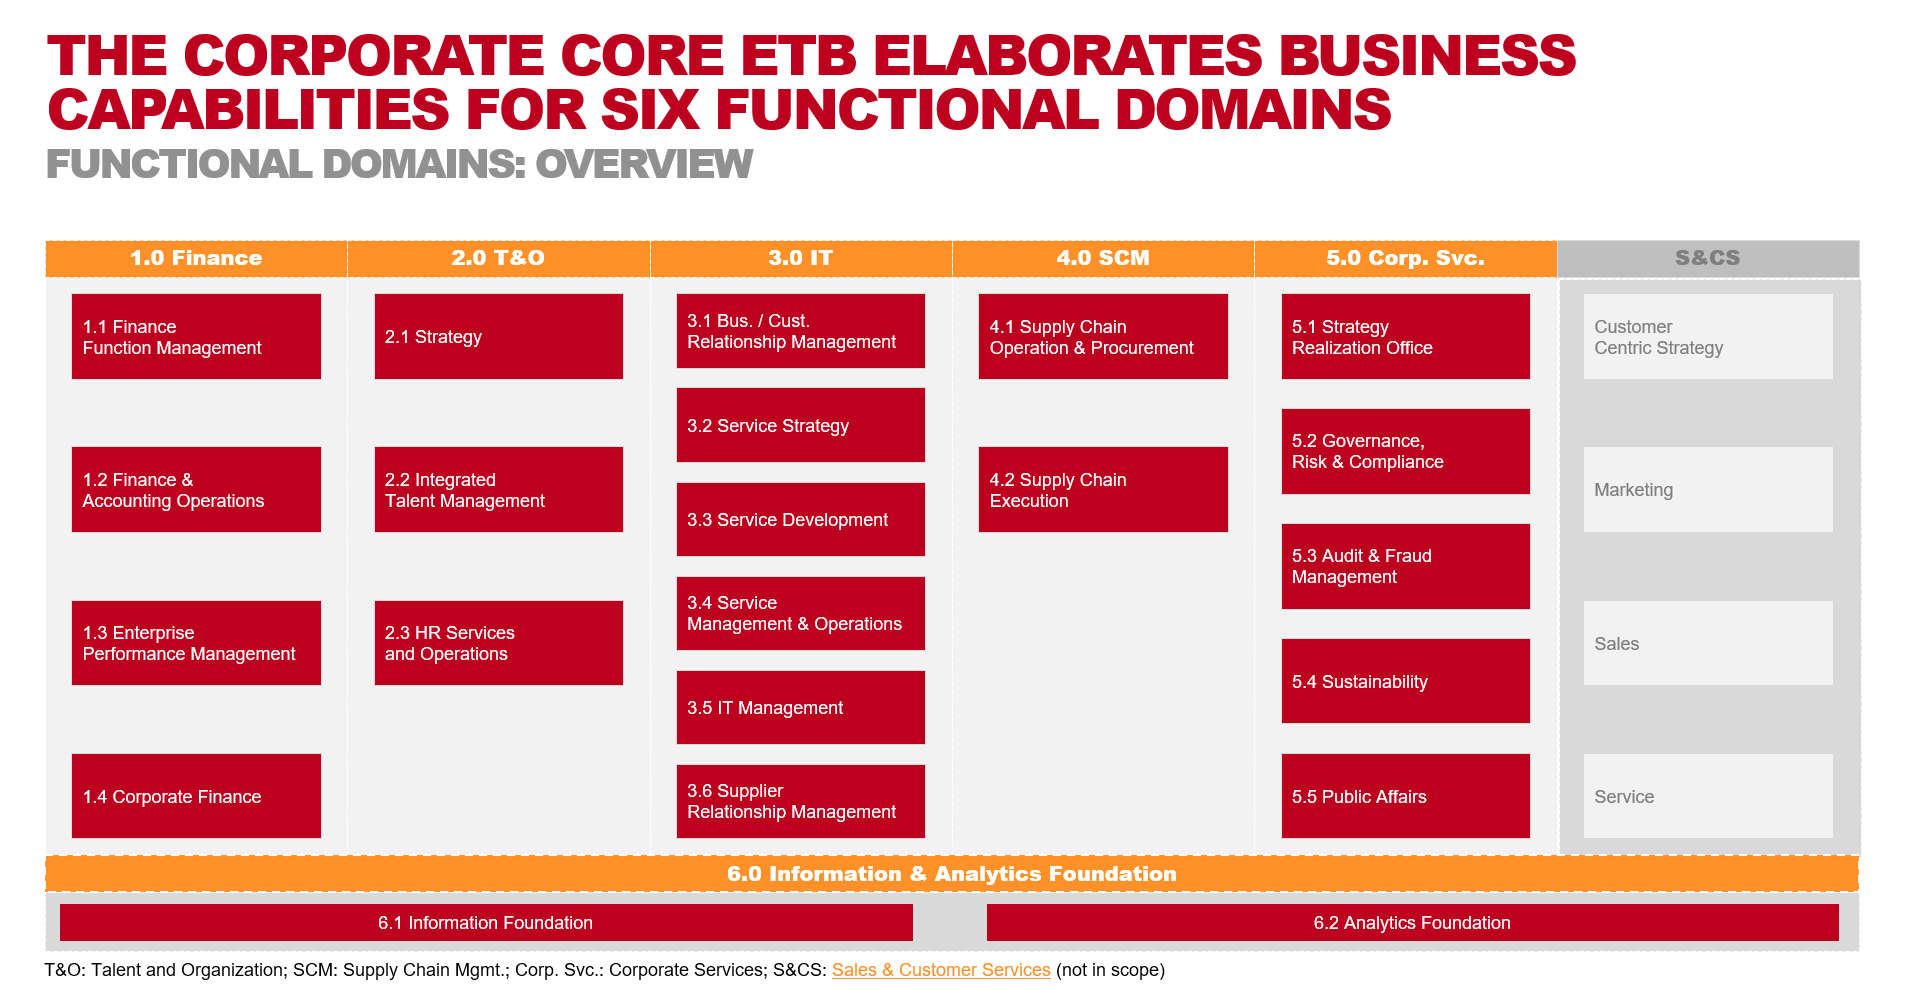 THE CORPORATE CORE ETB ELABORATES BUSINESS
CAPABILITIES FOR SIX FUNCTIONAL DOMAINS
FUNCTIONAL DOMAINS: OVERVIEW
1.0 Finance
1.1 Finance
Function Management
1.2 Finance &
Accounting Operations
1.3 Enterprise
Performance Management
1.4 Corporate Finance
2.0 T&O
2.1 Strategy
2.2 Integrated
Talent Management
2.3 HR Services
and Operations
3.0 IT
3.1 Bus. / Cust.
Relationship Management
3.2 Service Strategy
3.3 Service Development
3.4 Service
Management & Operations
3.5 IT Management
3.6 Supplier
Relationship Management
4.0 SCM
4.1 Supply Chain
Operation & Procurement
4.2 Supply Chain
Execution
5.0 Corp. Svc.
5.1 Strategy
Realization Office
5.2 Governance,
Risk & Compliance
5.3 Audit & Fraud
Management
5.4 Sustainability
5.5 Public Affairs
S&CS
Customer
Centric Strategy
Marketing
Sales
Service
6.0 Information & Analytics Foundation
6.1 Information Foundation
6.2 Analytics Foundation
T&O: Talent and Organization; SCM: Supply Chain Mgmt.; Corp. Svc.: Corporate Services; S&CS: Sales & Customer Services (not in scope)